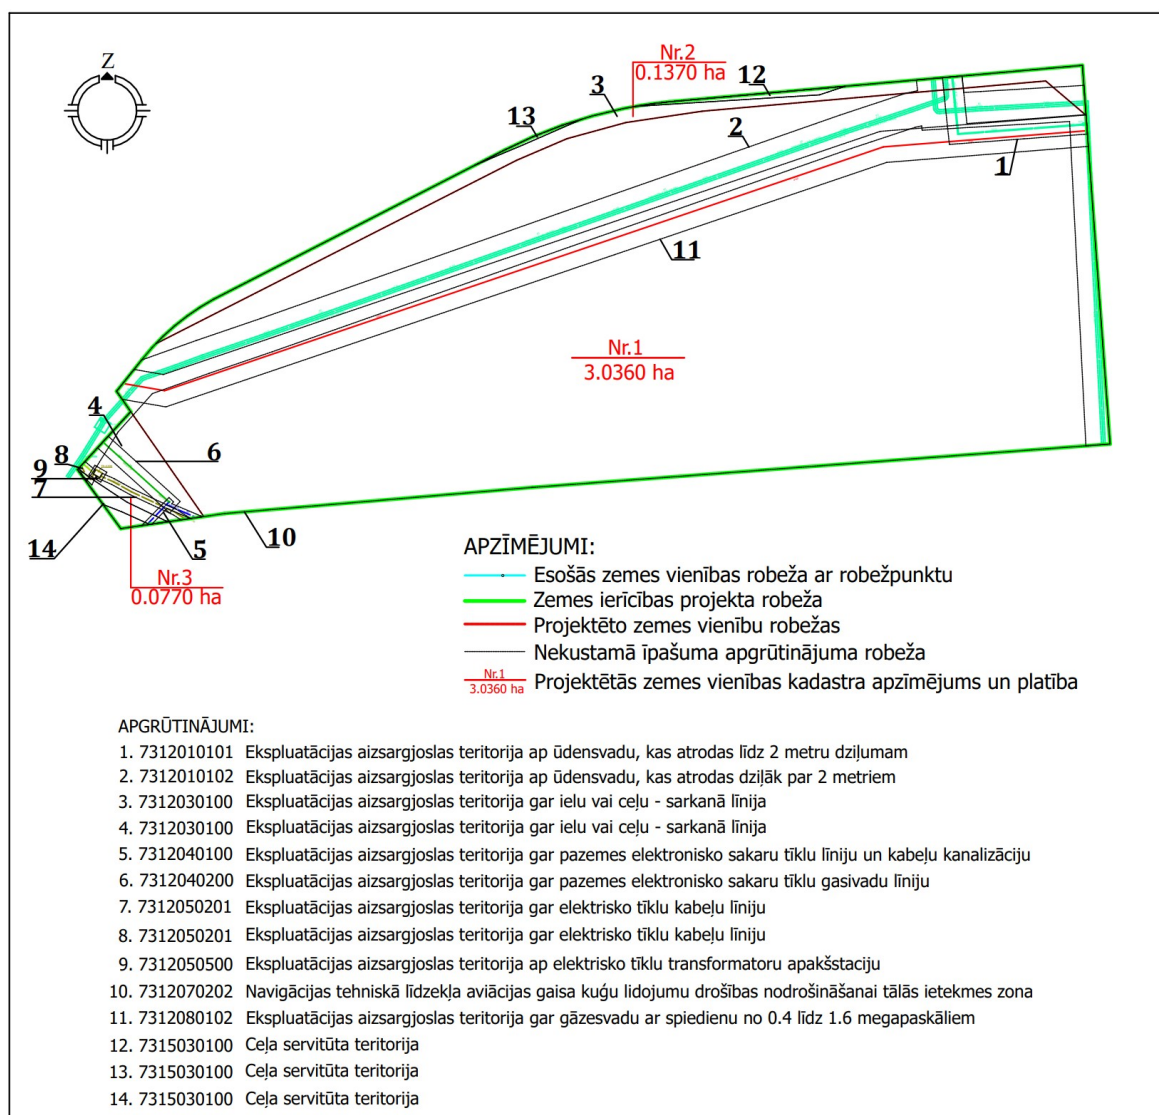 Z
Nr.2
0.1370 ha
12
3
13
2
1
11
Nr.1
3.0360 ha
4
6
8
9
7
10
14
5
Nr.3
0.0770 ha
APZĪMĒJUMI:
Esošās zemes vienības robeža ar robežpunktu
Zemes ierīcības projekta robeža
Projektēto zemes vienību robežas
Nekustamā īpašuma apgrūtinājuma robeža
Nr.1
3.0360 ha
Projektētās zemes vienības kadastra apzīmējums un platība
APGRŪTINĀJUMI:
1. 7312010101 Ekspluatācijas aizsargjoslas teritorija ap ūdensvadu, kas atrodas līdz 2 metru dziļumam
2. 7312010102 Ekspluatācijas aizsargjoslas teritorija ap ūdensvadu, kas atrodas dziļāk par 2 metriem
3. 7312030100 Ekspluatācijas aizsargjoslas teritorija gar ielu vai ceļu - sarkanā līnija
4. 7312030100 Ekspluatācijas aizsargjoslas teritorija gar ielu vai ceļu - sarkanā līnija
5. 7312040100 Ekspluatācijas aizsargjoslas teritorija gar pazemes elektronisko sakaru tīklu līniju un kabeļu kanalizāciju
6. 7312040200 Ekspluatācijas aizsargjoslas teritorija gar pazemes elektronisko sakaru tīklu gasivadu līniju
7. 7312050201 Ekspluatācijas aizsargjoslas teritorija gar elektrisko tīklu kabeļu līniju
8. 7312050201 Ekspluatācijas aizsargjoslas teritorija gar elektrisko tīklu kabeļu līniju
9. 7312050500 Ekspluatācijas aizsargjoslas teritorija ap elektrisko tīklu transformatoru apakšstaciju
10. 7312070202 Navigācijas tehniskā līdzekļa aviācijas gaisa kuģu lidojumu drošības nodrošināšanai tālās ietekmes zona
11. 7312080102 Ekspluatācijas aizsargjoslas teritorija gar gāzesvadu ar spiedienu no 0.4 līdz 1.6 megapaskāliem
12. 7315030100 Ceļa servitūta teritorija
13. 7315030100 Ceļa servitūta teritorija
14. 7315030100 Ceļa servitūta teritorija